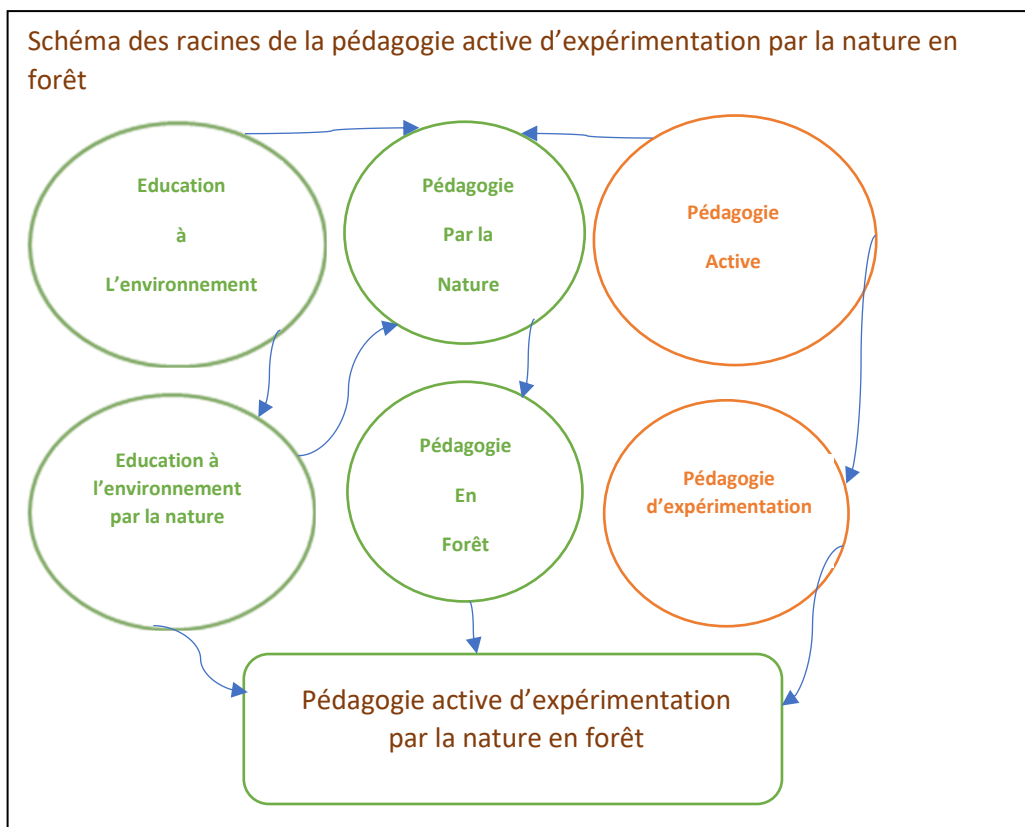 Schéma des racines de la pédagogie active d’expérimentation par la nature en
forêt
Education
à
L’environnement
Pédagogie
Par la
Nature
Pédagogie
Active
Education à
l’environnement
par la nature
Pédagogie
En
Forêt
Pédagogie
d’expérimentation
Pédagogie active d’expérimentation
par la nature en forêt